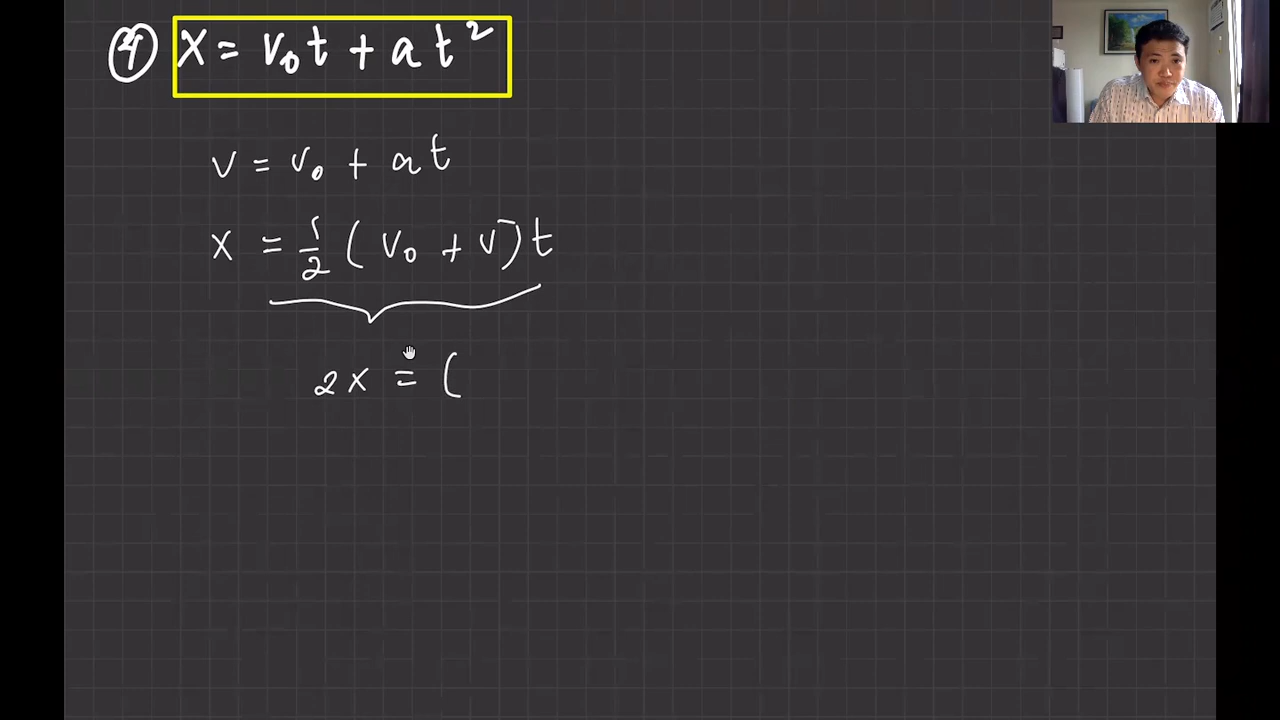 ④ x = v₀t + at²
v = v₀ + at
x = 1/2 (v₀ + v)t
2x = (